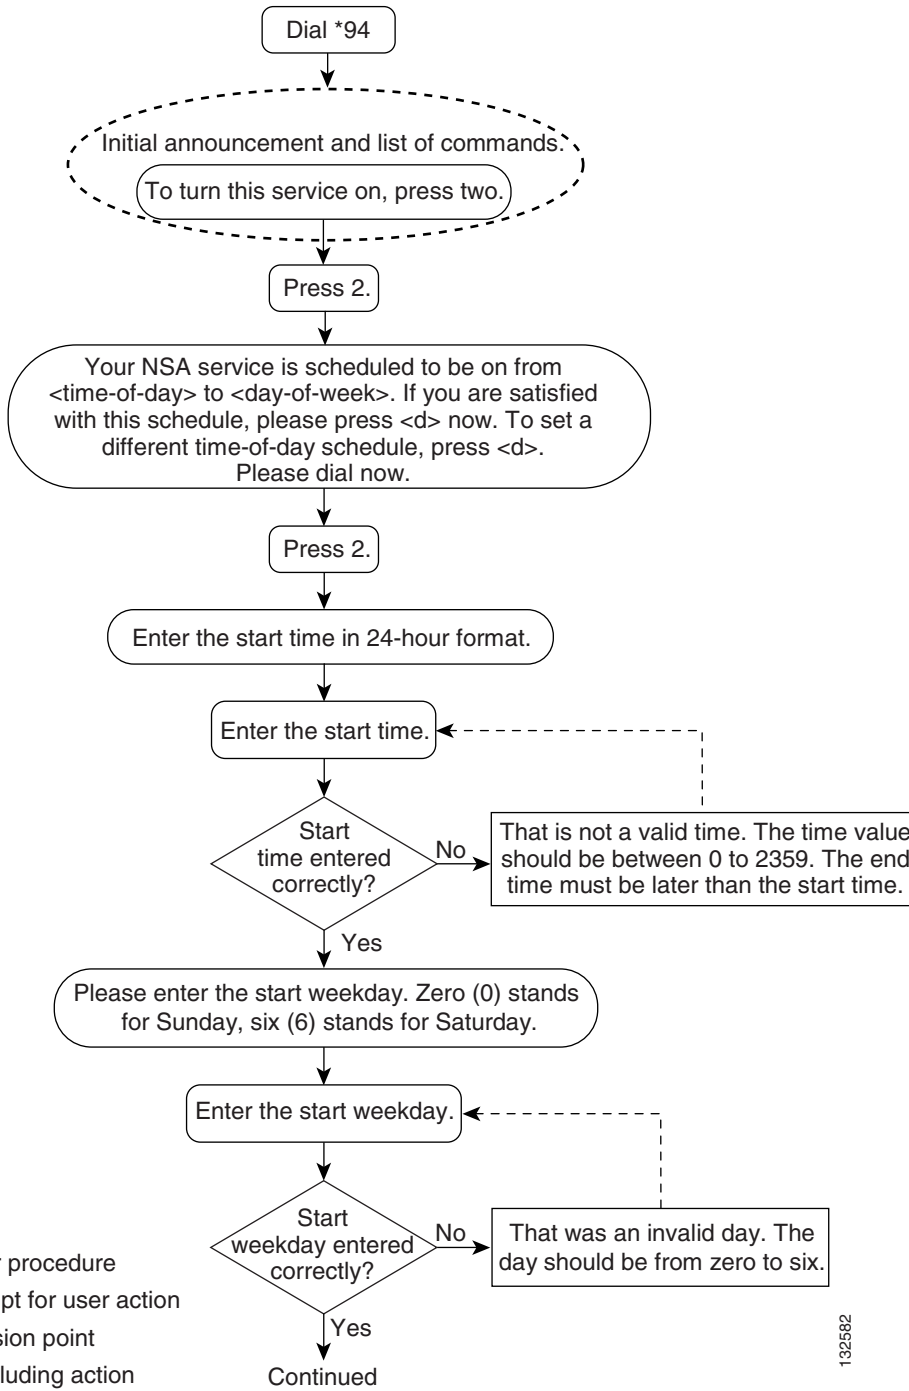 Dial *94
Initial announcement and list of commands.
To turn this service on, press two.
Press 2.
Your NSA service is scheduled to be on from
<time-of-day> to <day-of-week>. If you are satisfied
with this schedule, please press <d> now. To set a
different time-of-day schedule, press <d>.
Please dial now.
Press 2.
Enter the start time in 24-hour format.
Enter the start time.
Start
time entered
correctly?
No
That is not a valid time. The time value
should be between 0 to 2359. The end
time must be later than the start time.
Yes
Please enter the start weekday. Zero (0) stands
for Sunday, six (6) stands for Saturday.
Enter the start weekday.
Start
weekday entered
correctly?
No
That was an invalid day. The
day should be from zero to six.
Yes
Continued
r procedure
pt for user action
sion point
luding action
132582